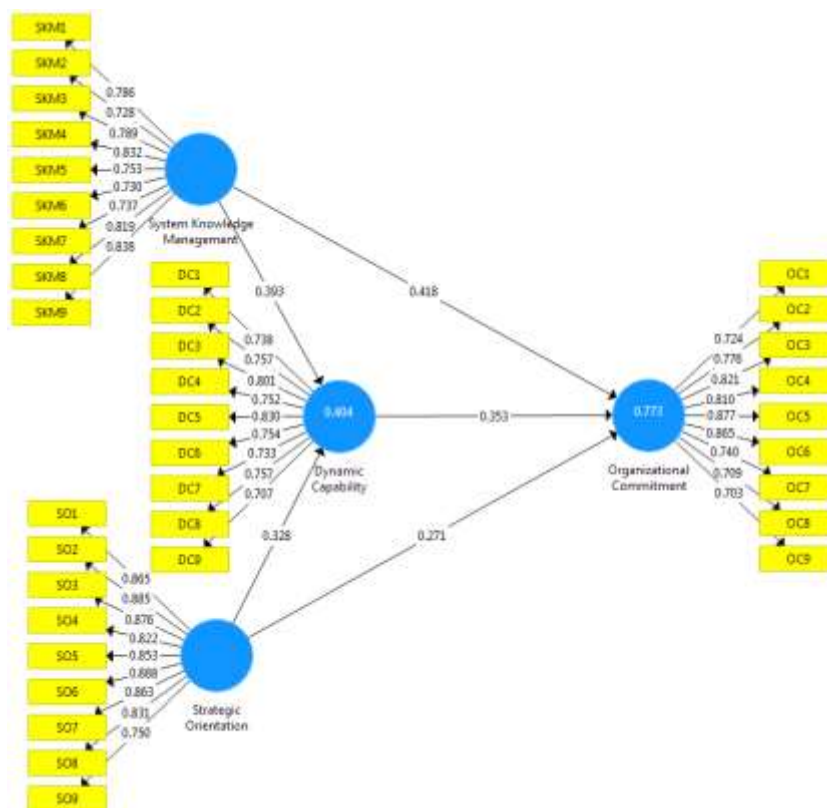 SKM1
SKM2
SKM3
SKM4
SKM5
SKM6
SKM7
SKM8
SKM9
0.786
0.728
0.789
0.832
0.753
0.730
0.737
0.819
0.838
System Knowledge
Management
0.393
0.418
DC1
DC2
DC3
DC4
DC5
DC6
DC7
DC8
DC9
0.738
0.757
0.801
0.752
0.830
0.754
0.733
0.757
0.707
0.404
Dynamic
Capability
0.353
0.773
Organizational
Commitment
0.724
0.776
0.821
0.810
0.877
0.865
0.740
0.709
0.703
OC1
OC2
OC3
OC4
OC5
OC6
OC7
OC8
OC9
0.328
0.271
SO1
SO2
SO3
SO4
SO5
SO6
SO7
SO8
SO9
0.865
0.885
0.876
0.822
0.853
0.888
0.863
0.831
0.750
Strategic
Orientation